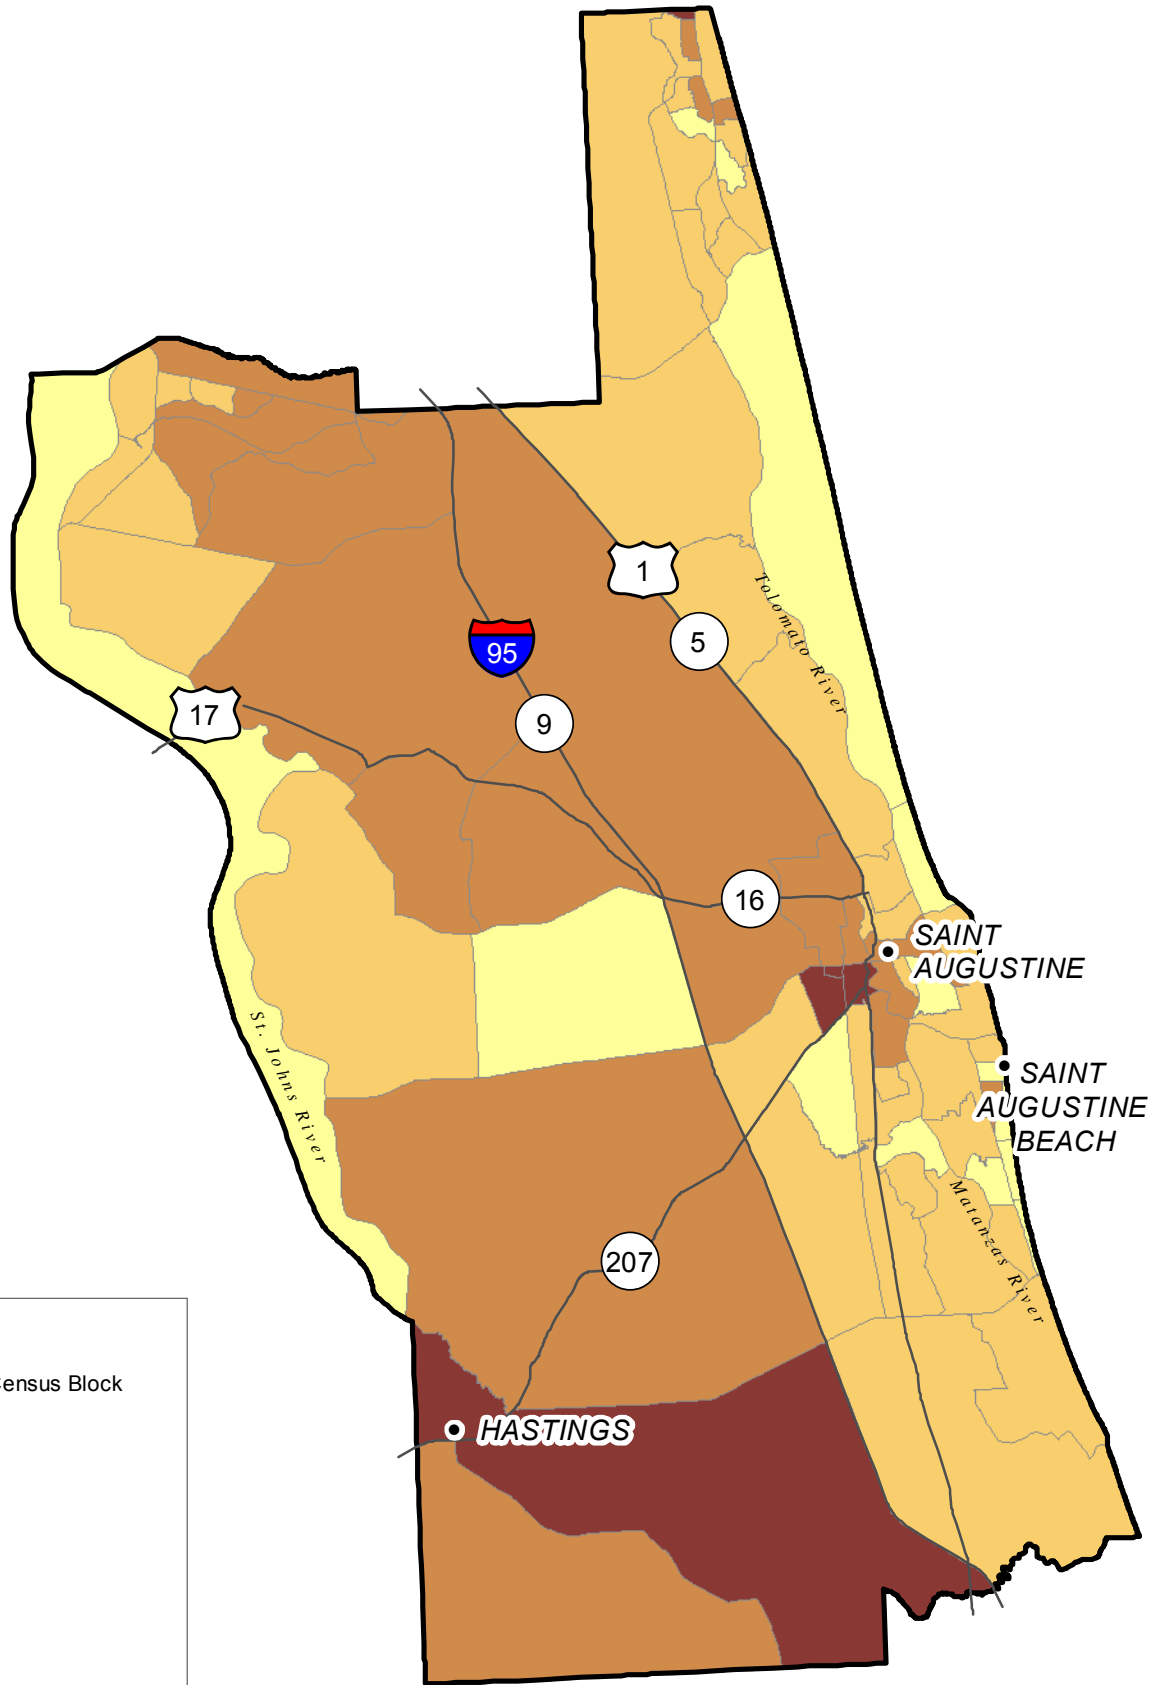 1
Tolomato River
5
95
17
9
16
SAINT
AUGUSTINE
St. Johns River
SAINT
AUGUSTINE
BEACH
Matanzas River
207
Census Block
HASTINGS